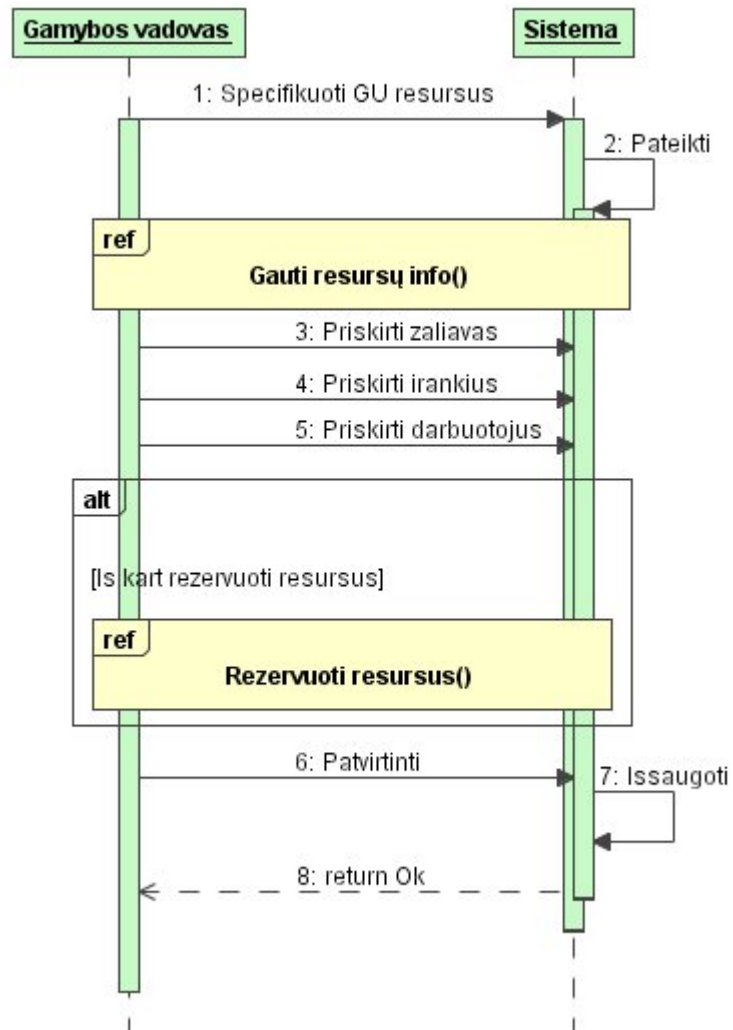 Gamybos vadovas
Sistema
1: Specifikuoti GU resursus
2: Pateikti
ref
Gauti resursų info()
3: Priskirti zaliavas
4: Priskirti irankius
5: Priskirti darbuotojus
alt
[Is kart rezervuoti resursus]
ref
Rezervuoti resursus()
6: Patvirtinti
7: Issaugoti
8: return Ok